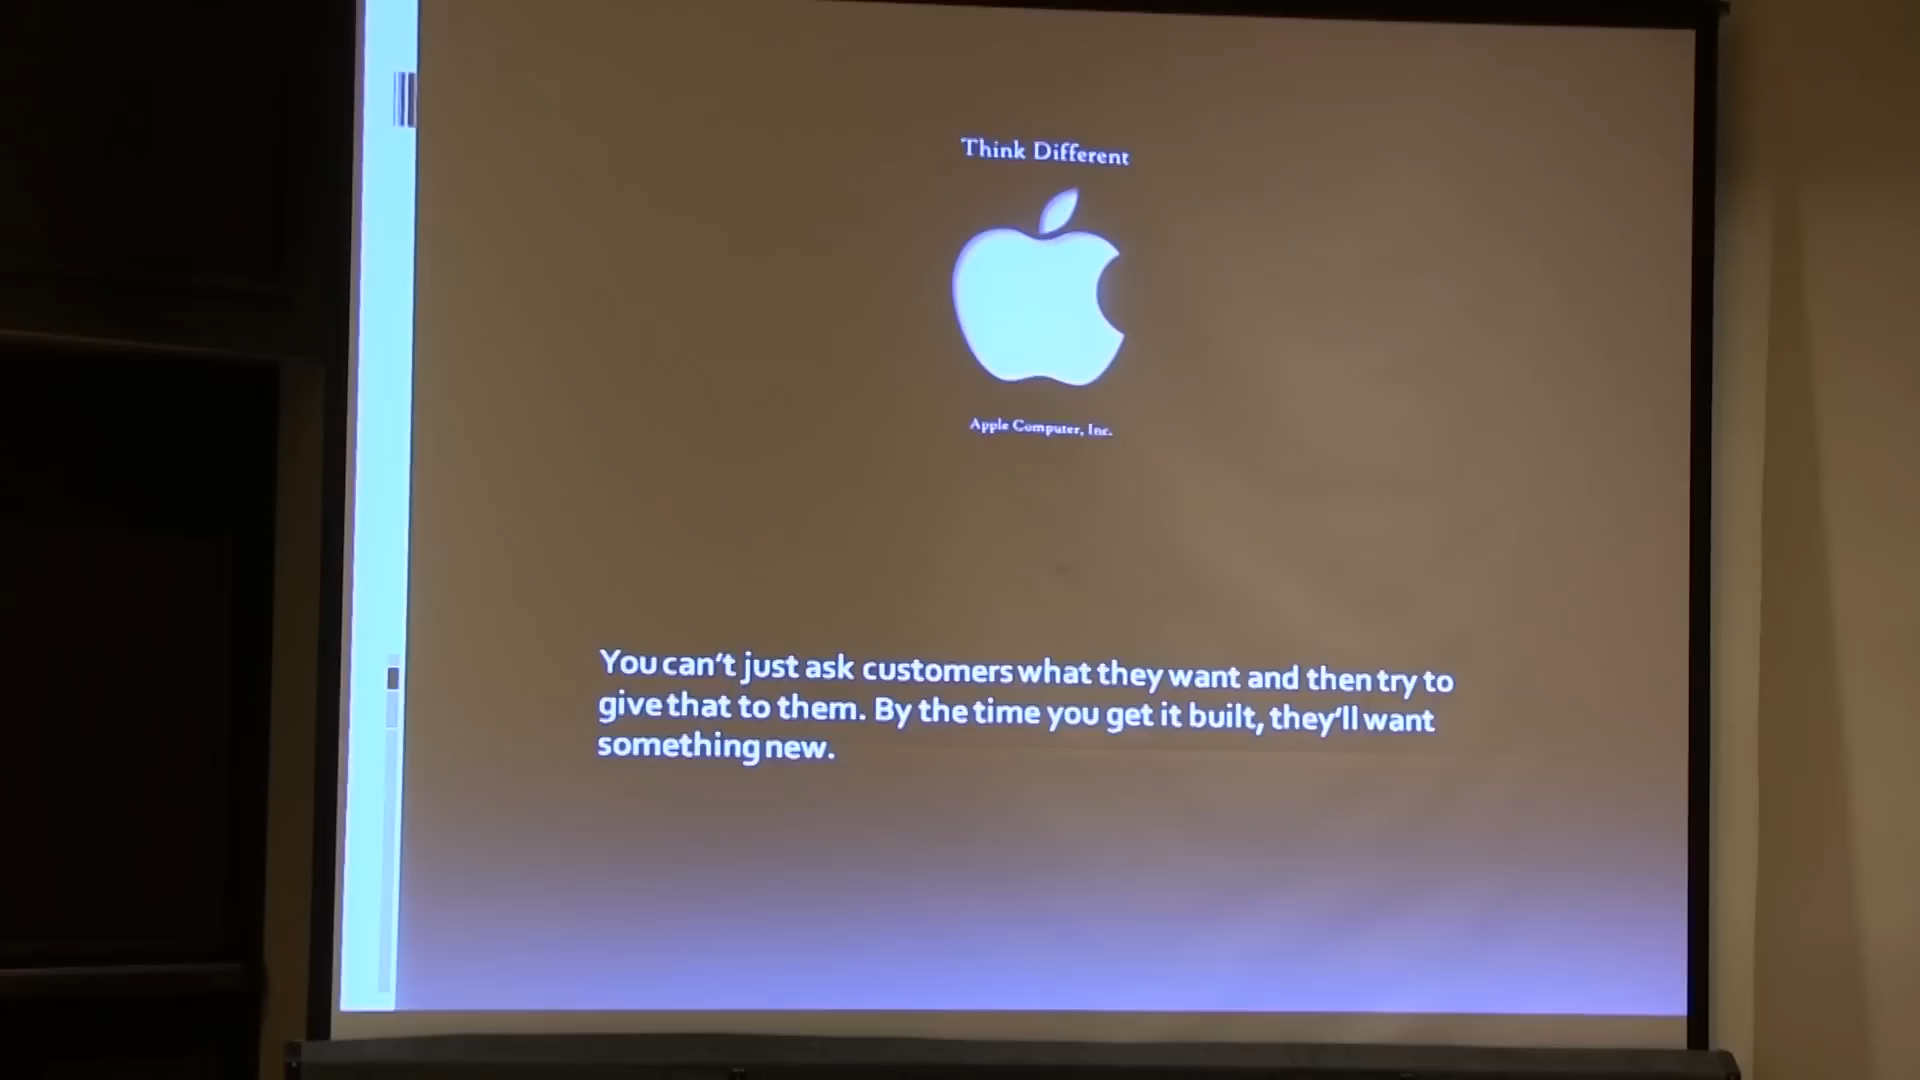 Think Different
Apple Computer, Inc.
You can't just ask customers what they want and then try to
give that to them. By the time you get it built, they'll want
something new.